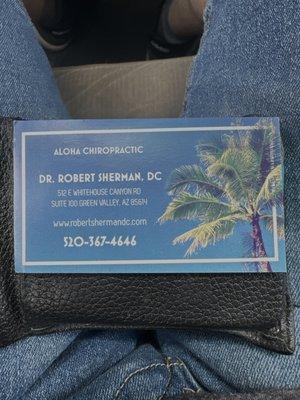 ALOHA CHIROPRACTIC
DR. ROBERT SHERMAN, DC
512 E WHITEHOUSE CANYON RD
SUITE 100 GREEN VALLEY, AZ 85614
www.robertshermandc.com
520-367-4646